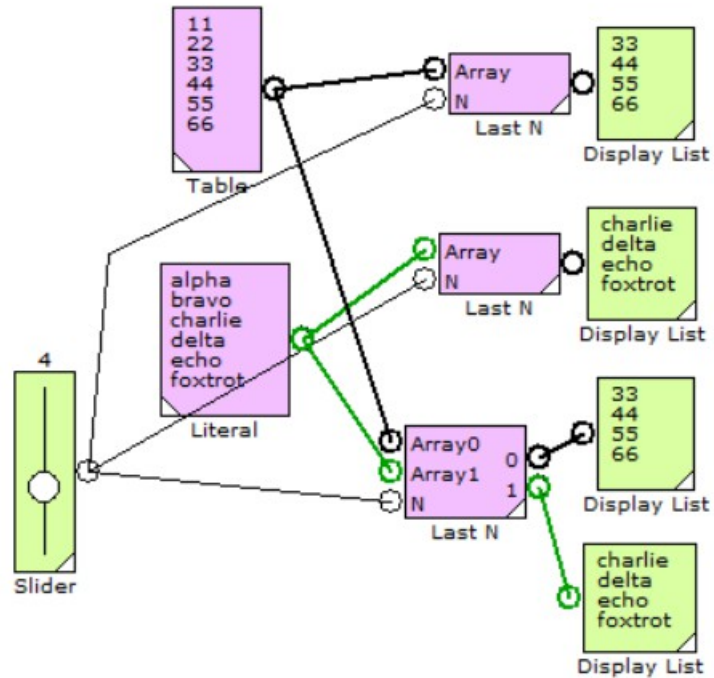 11
22
33
44
55
66
Table
Array
N
Last N
33
44
55
66
Display List
alpha
bravo
charlie
delta
echo
foxtrot
Literal
Array
N
Last N
charlie
delta
echo
foxtrot
Display List
4
Slider
Array0
Array1
N
0
1
Last N
33
44
55
66
Display List
charlie
delta
echo
foxtrot
Display List